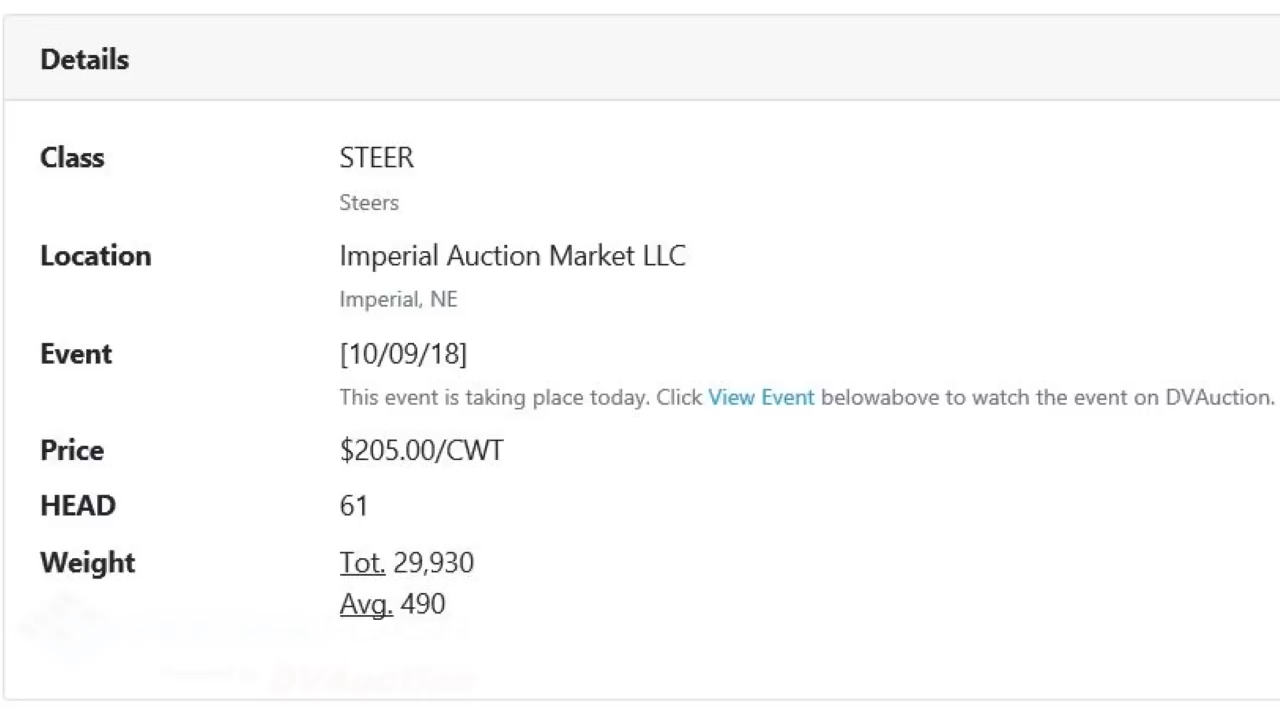 Details
Class STEER
Steers
Location Imperial Auction Market LLC
Imperial, NE
Event [10/09/18]
This event is taking place today. Click View Event belowabove to watch the event on DVAuction.
Price $205.00/CWT
HEAD 61
Weight Tot. 29,930
Avg. 490
DVAuction